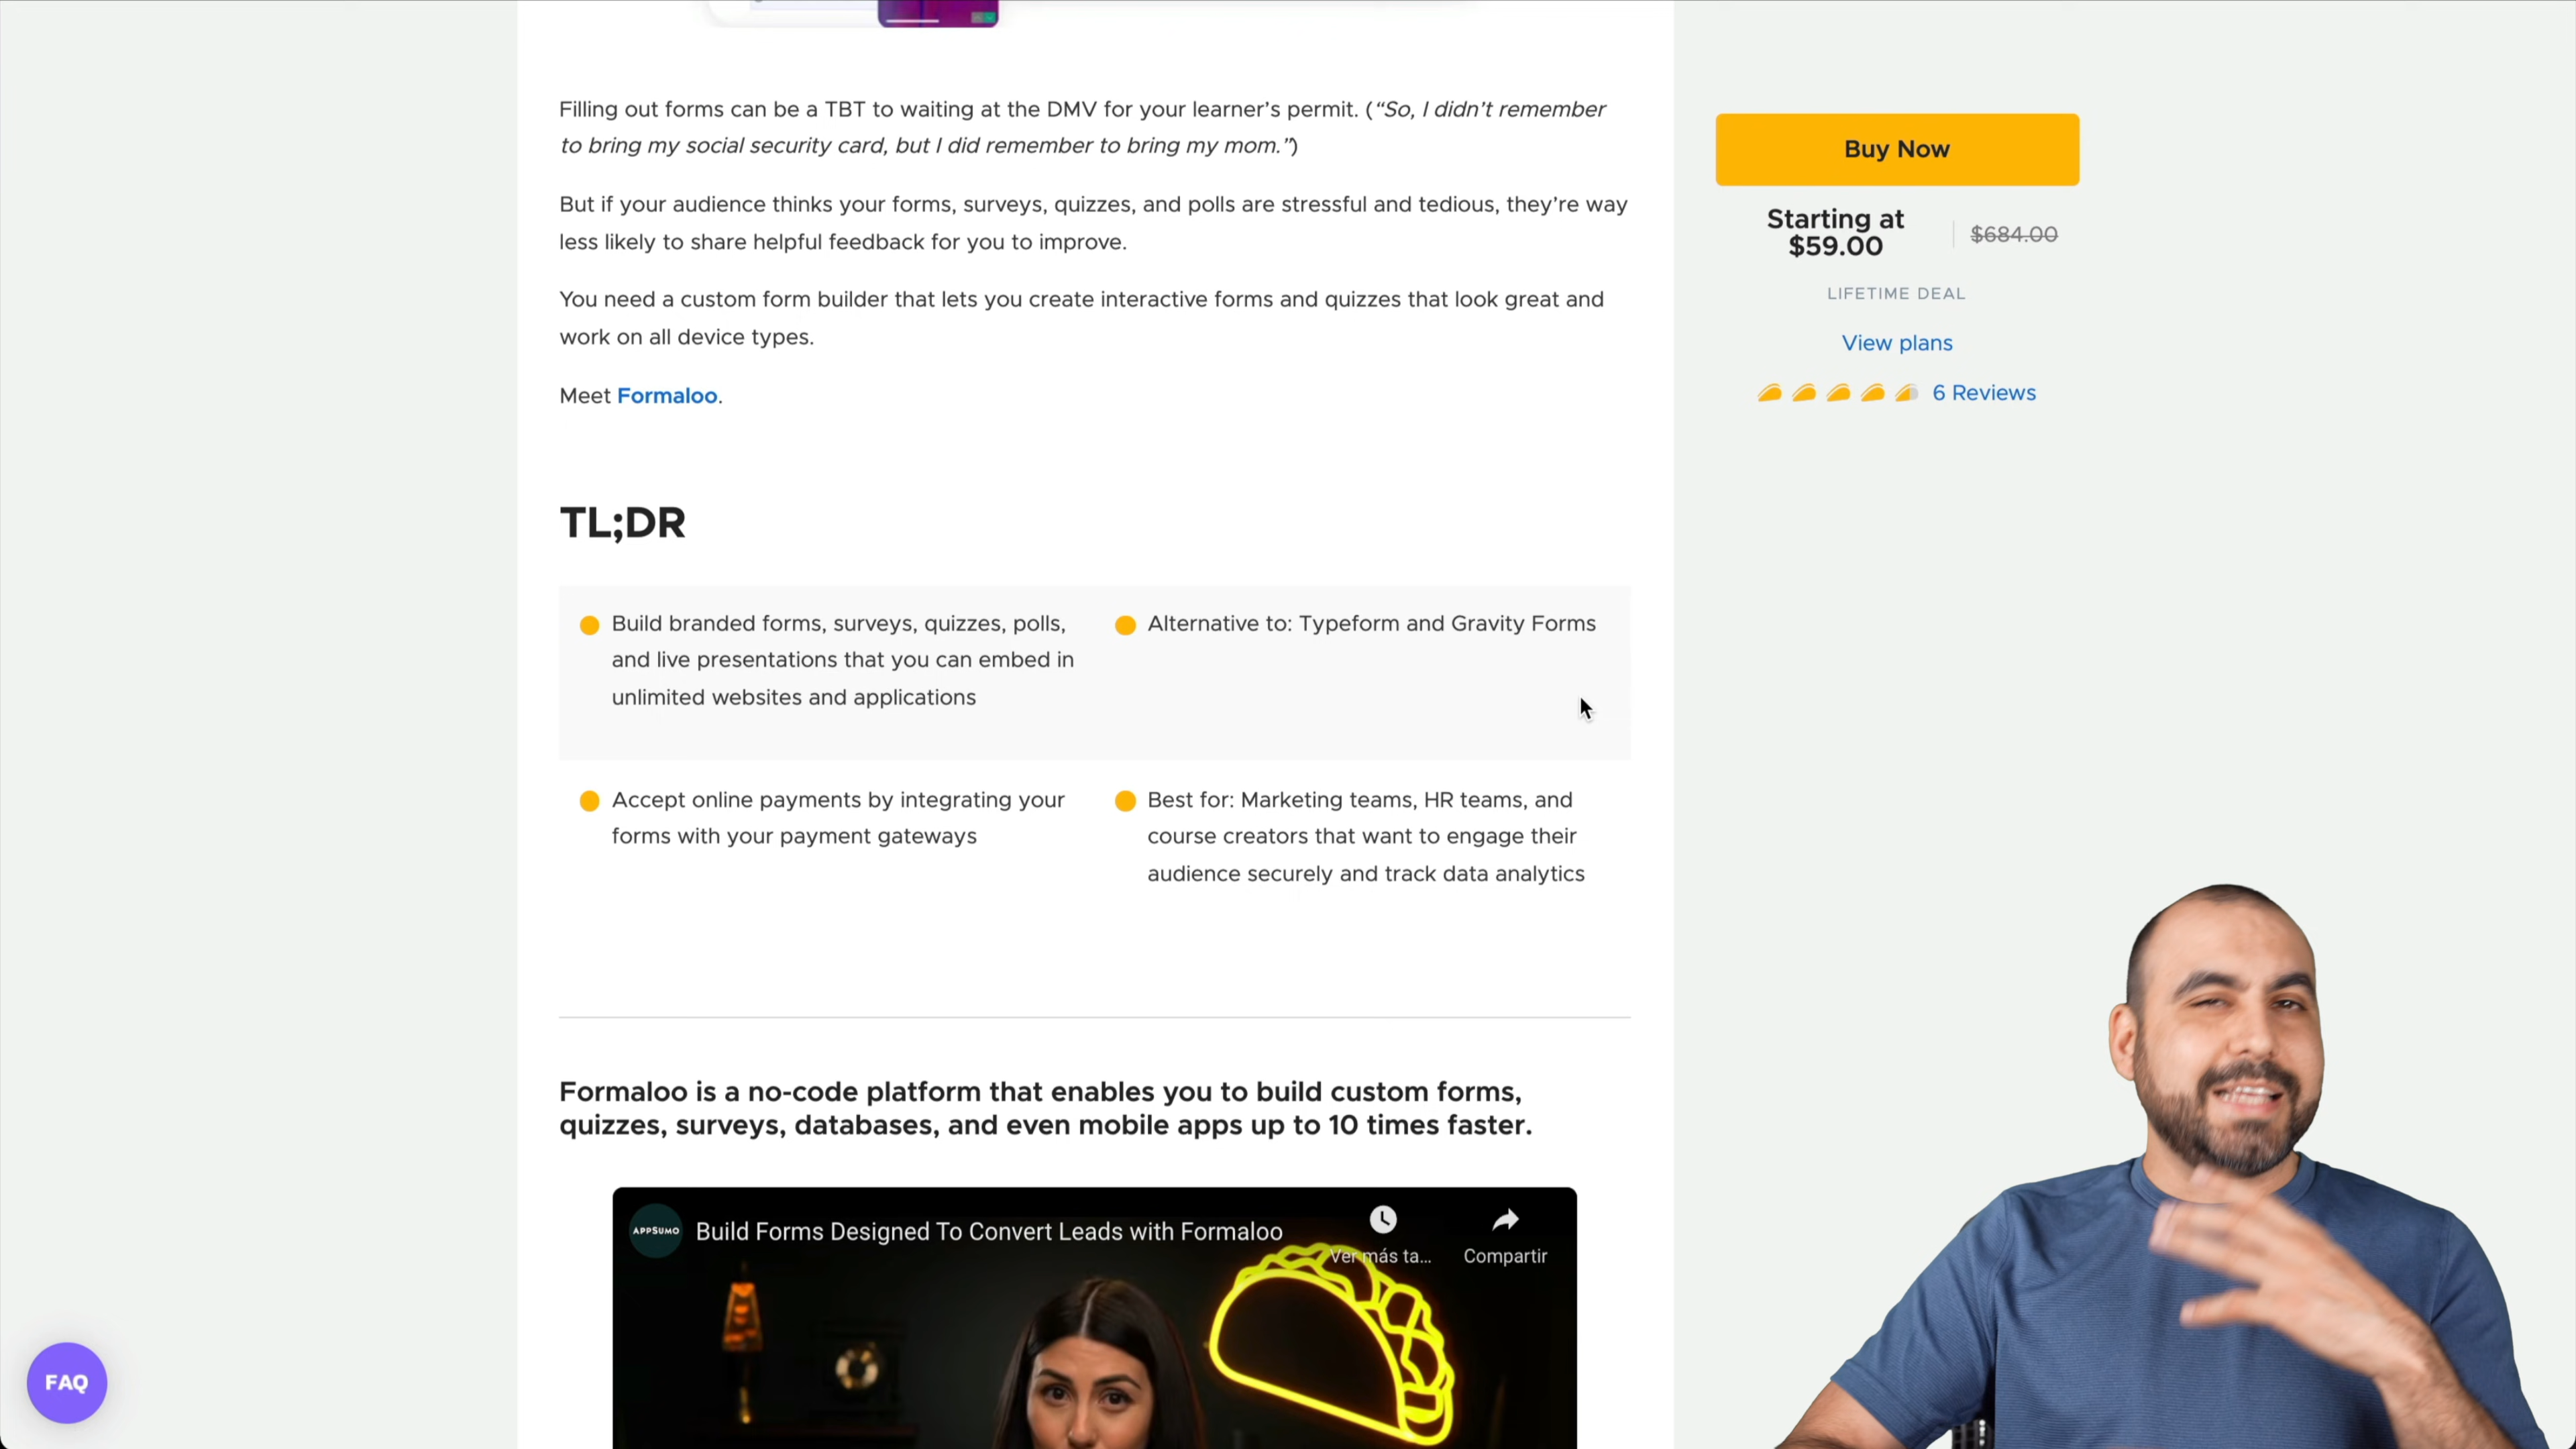 Filling out forms can be a TBT to waiting at the DMV for your learner’s permit. (“So, I didn’t remember
to bring my social security card, but I did remember to bring my mom.”)
But if your audience thinks your forms, surveys, quizzes, and polls are stressful and tedious, they’re way
less likely to share helpful feedback for you to improve.
You need a custom form builder that lets you create interactive forms and quizzes that look great and
work on all device types.
Meet Formaloo.
Buy Now
Starting at
$59.00
$684.00
LIFETIME DEAL
View plans
6 Reviews
TL;DR
Build branded forms, surveys, quizzes, polls,
and live presentations that you can embed in
unlimited websites and applications
Alternative to: Typeform and Gravity Forms
Accept online payments by integrating your
forms with your payment gateways
Best for: Marketing teams, HR teams, and
course creators that want to engage their
audience securely and track data analytics
Formaloo is a no-code platform that enables you to build custom forms,
quizzes, surveys, databases, and even mobile apps up to 10 times faster.
APPSUMO
Build Forms Designed To Convert Leads with Formaloo
Ver más ta...
Compartir
FAQ